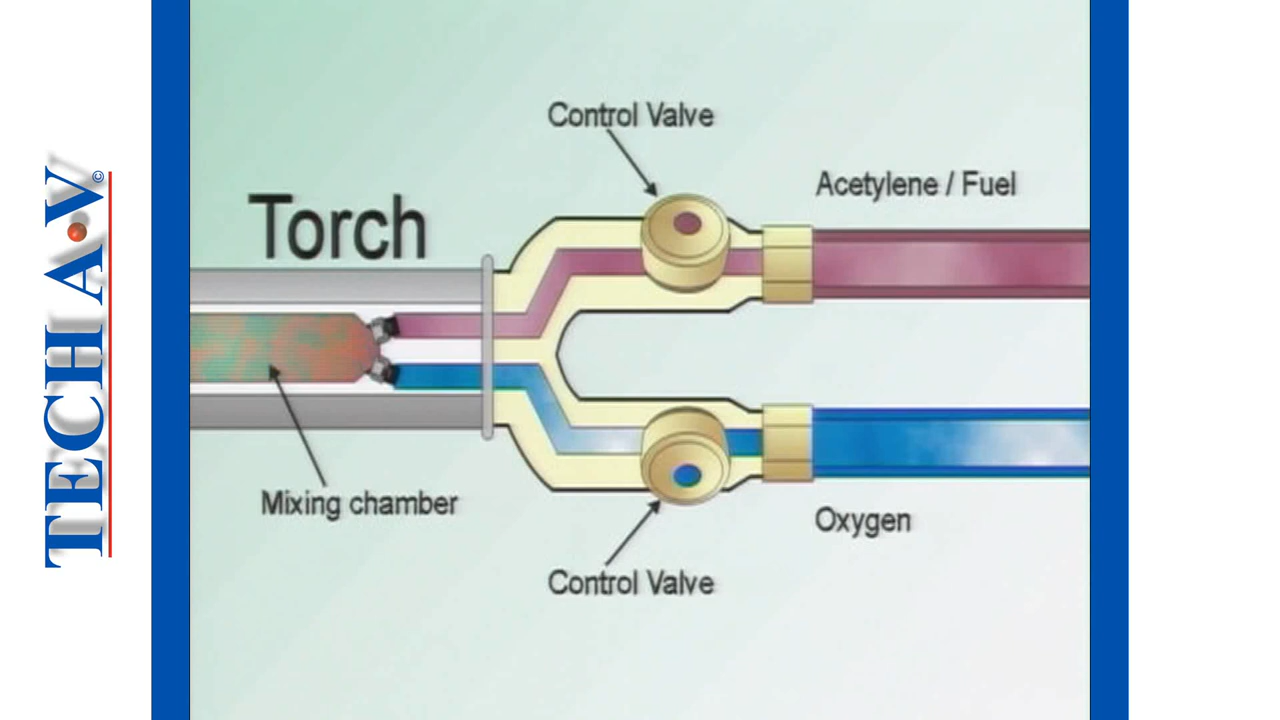 TECH A.V ©
Control Valve
Acetylene / Fuel
Torch
Mixing chamber
Oxygen
Control Valve